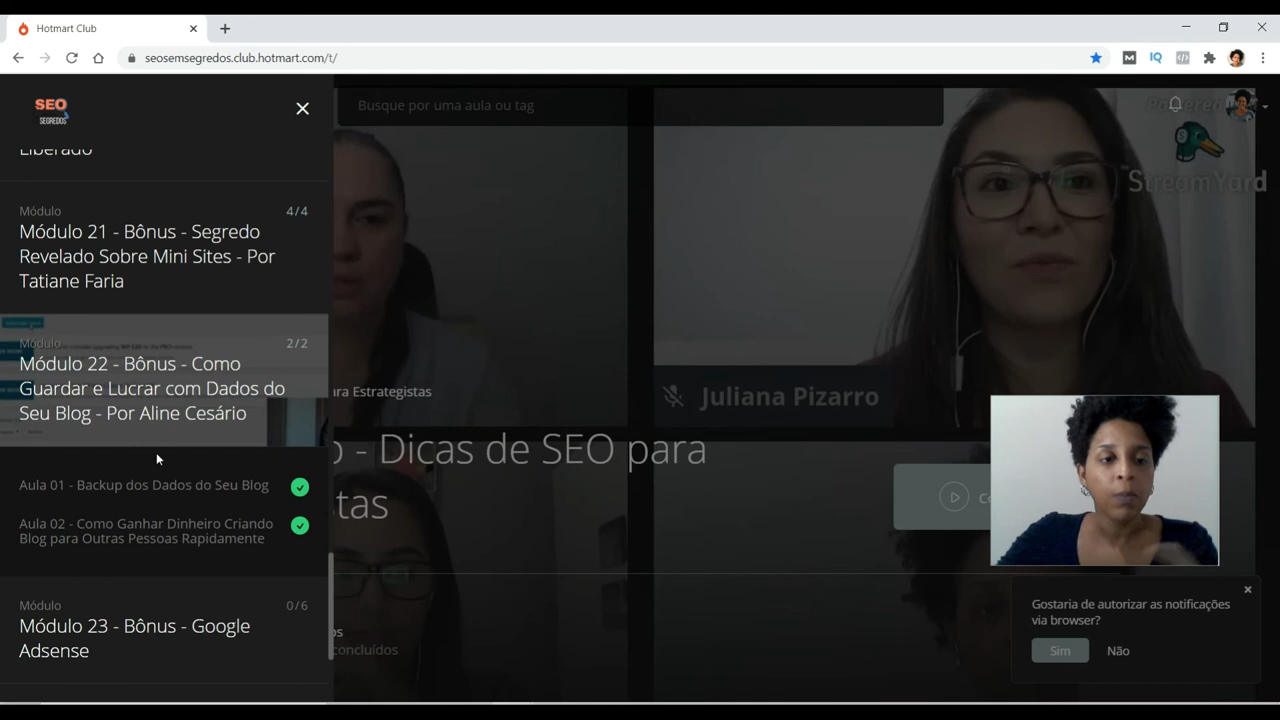 Hotmart Club
seosemsegredos.club.hotmart.com/t/
SEO
SEGREDOS
Busque por uma aula ou tag
Powered
StreamYard
Liberado
Módulo
4/4
Módulo 21 - Bônus - Segredo
Revelado Sobre Mini Sites - Por
Tatiane Faria
Módulo
2/2
Módulo 22 - Bônus - Como
Guardar e Lucrar com Dados do
Seu Blog - Por Aline Cesário
Aula 01 - Backup dos Dados do Seu Blog
Aula 02 - Como Ganhar Dinheiro Criando
Blog para Outras Pessoas Rapidamente
Módulo
0/6
Módulo 23 - Bônus - Google
Adsense
ara Estrategistas
Juliana Pizarro
o - Dicas de SEO para
tas
Co
os
concluídos
Gostaria de autorizar as notificações
via browser?
Sim
Não